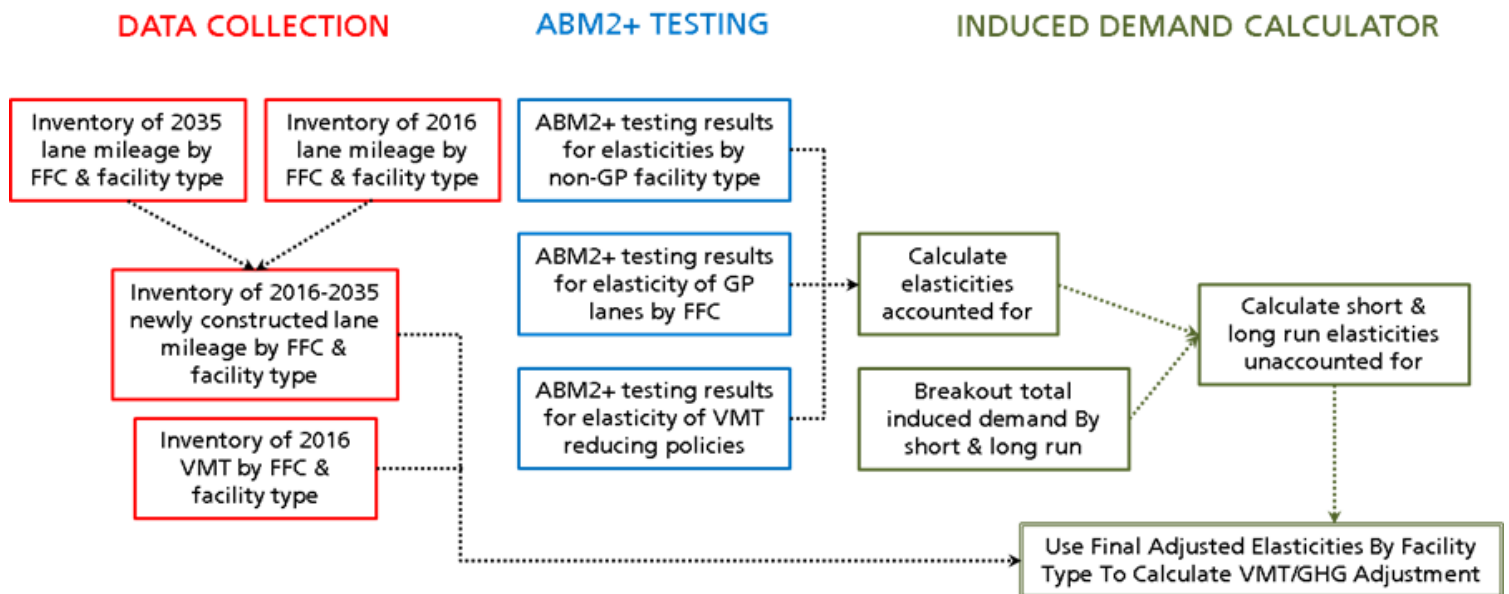 DATA COLLECTION
ABM2+ TESTING
INDUCED DEMAND CALCULATOR
Inventory of 2035
lane mileage by
FFC & facility type
Inventory of 2016
lane mileage by
FFC & facility type
Inventory of 2016-2035
newly constructed lane
mileage by FFC &
facility type
Inventory of 2016
VMT by FFC &
facility type
ABM2+ testing results
for elasticities by
non-GP facility type
ABM2+ testing results
for elasticity of GP
lanes by FFC
ABM2+ testing results
for elasticity of VMT
reducing policies
Calculate
elasticities
accounted for
Breakout total
induced demand By
short & long run
Calculate short &
long run elasticities
unaccounted for
Use Final Adjusted Elasticities By Facility
Type To Calculate VMT/GHG Adjustment